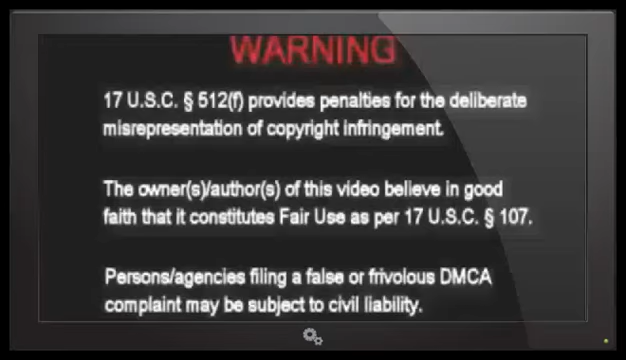 WARNING
17 U.S.C. § 512(f) provides penalties for the deliberate
misrepresentation of copyright infringement.
The owner(s)/author(s) of this video believe in good
faith that it constitutes Fair Use as per 17 U.S.C. § 107.
Persons/agencies filing a false or frivolous DMCA
complaint may be subject to civil liability.